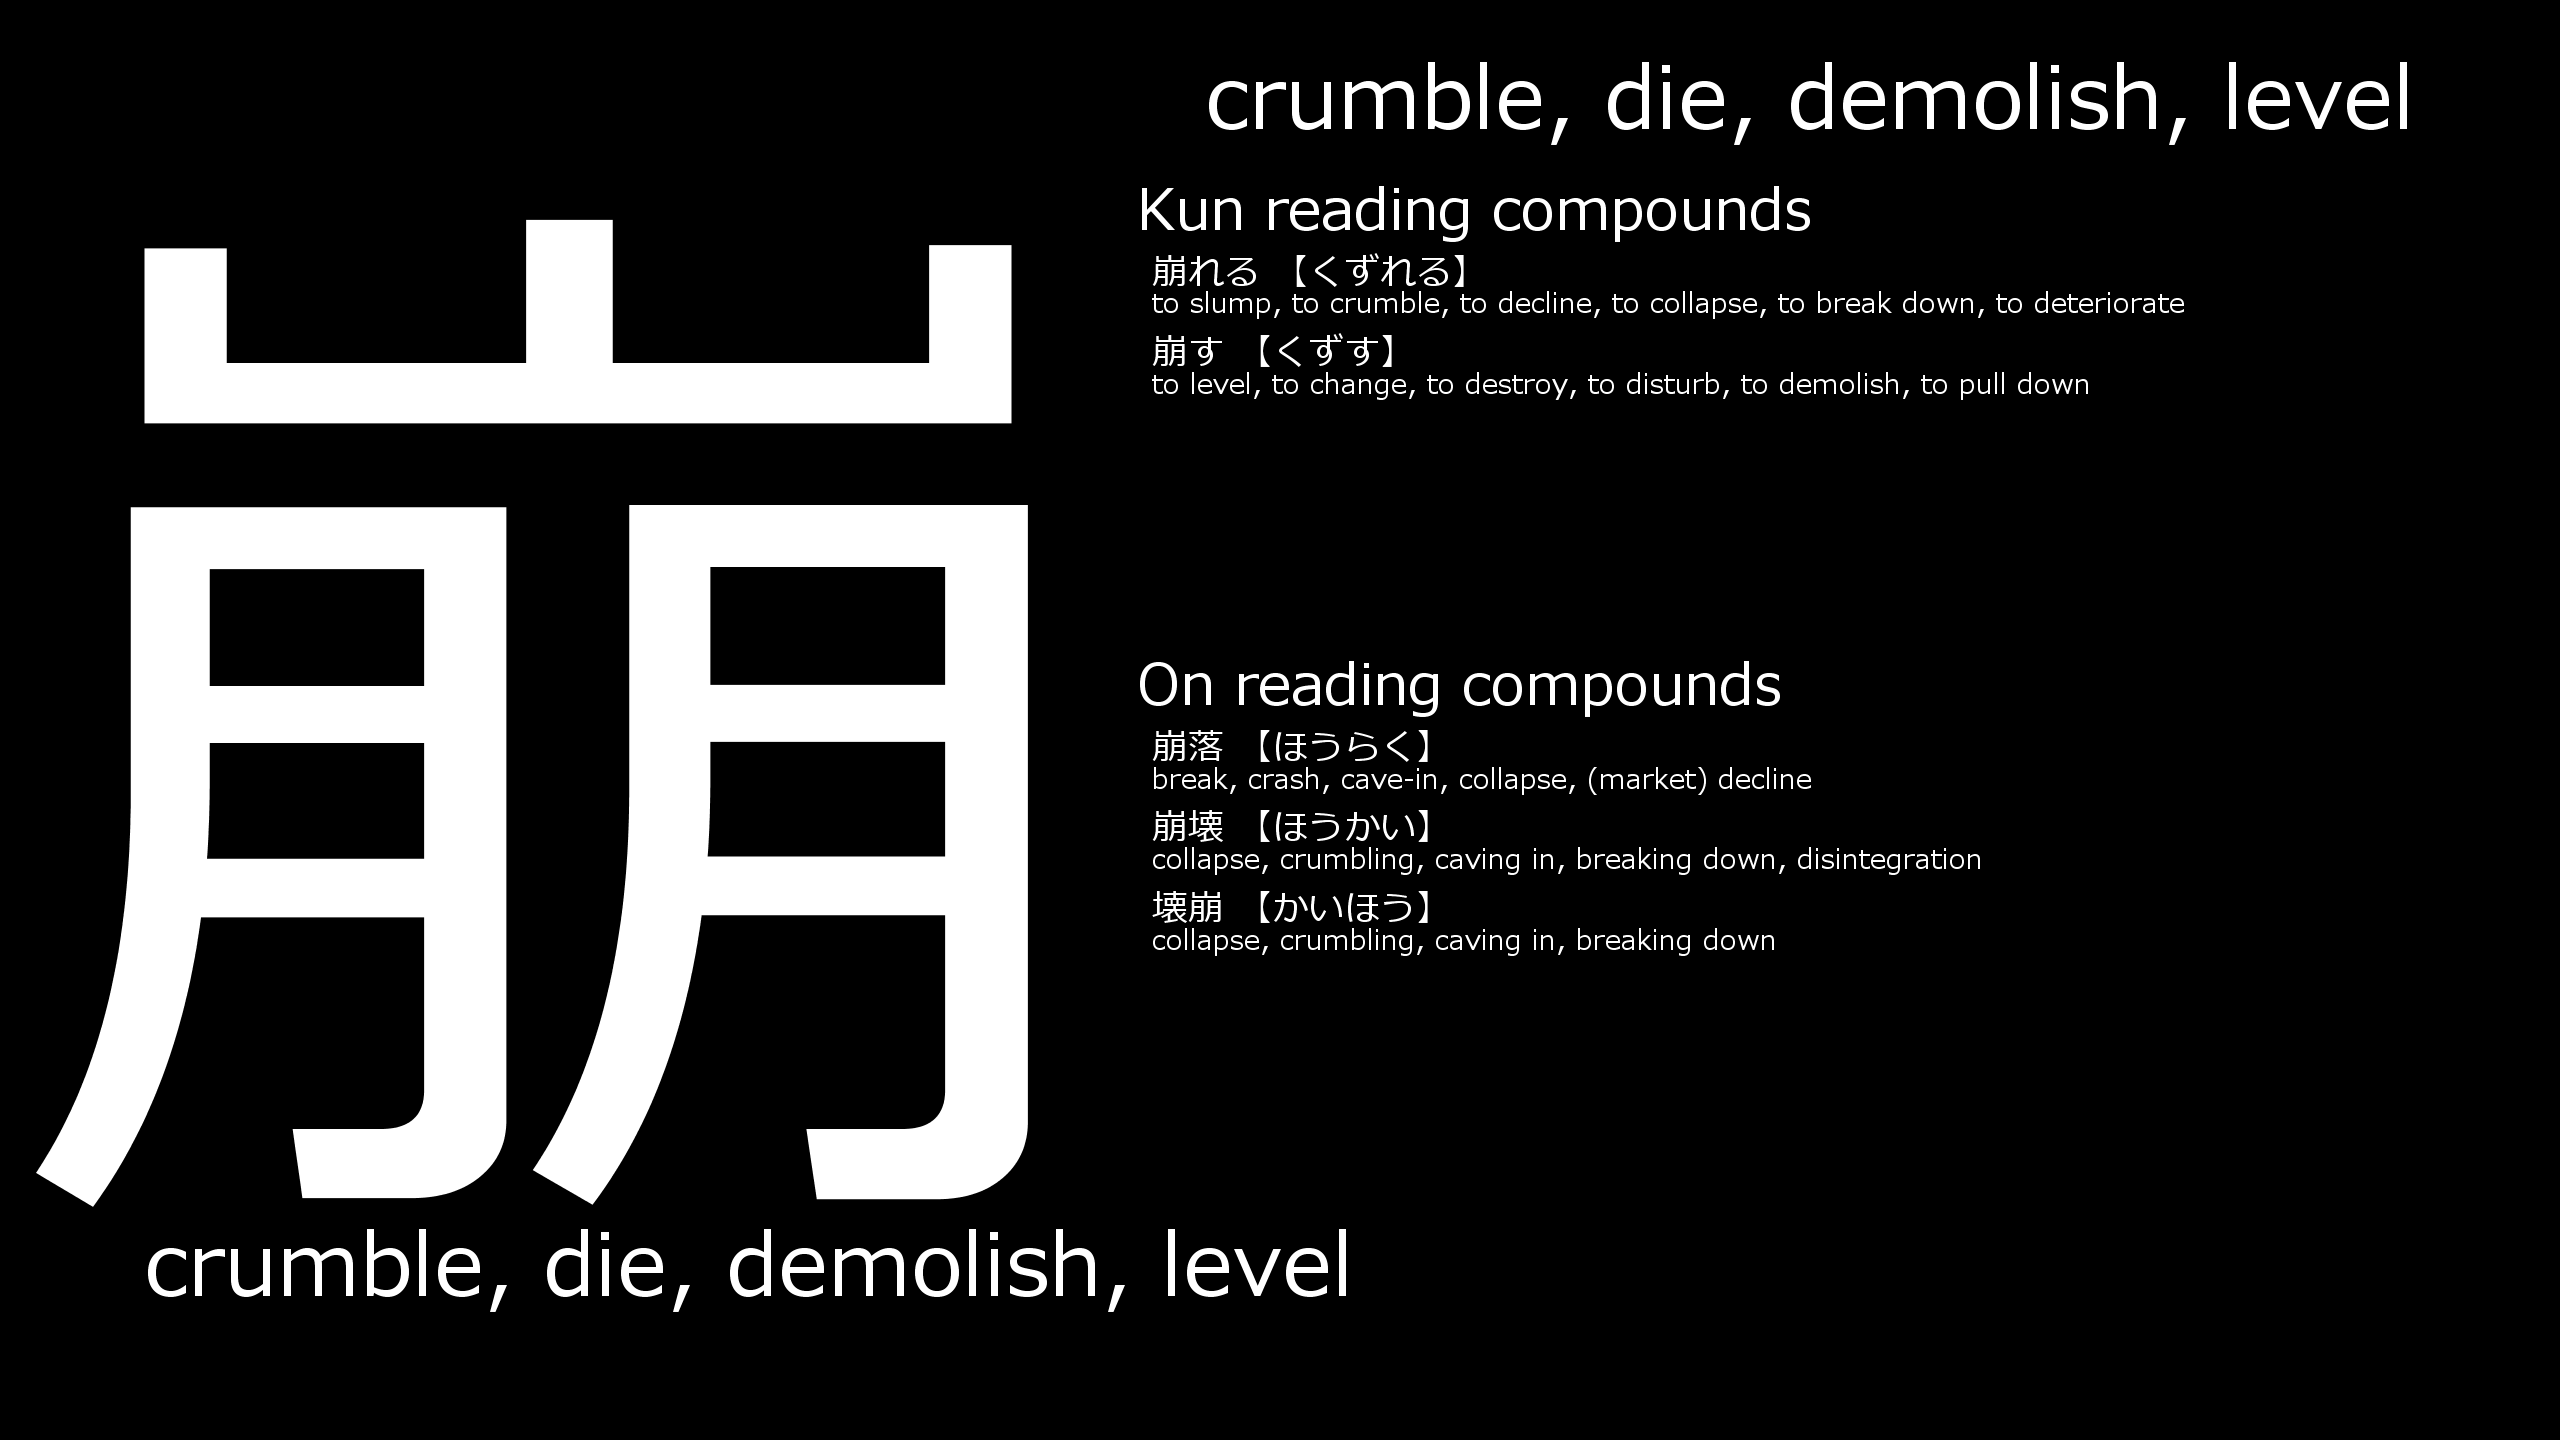 崩
crumble, die, demolish, level
crumble, die, demolish, level
Kun reading compounds
崩れる 【くずれる】
to slump, to crumble, to decline, to collapse, to break down, to deteriorate
崩す 【くずす】
to level, to change, to destroy, to disturb, to demolish, to pull down
On reading compounds
崩落 【ほうらく】
break, crash, cave-in, collapse, (market) decline
崩壊 【ほうかい】
collapse, crumbling, caving in, breaking down, disintegration
壊崩 【かいほう】
collapse, crumbling, caving in, breaking down